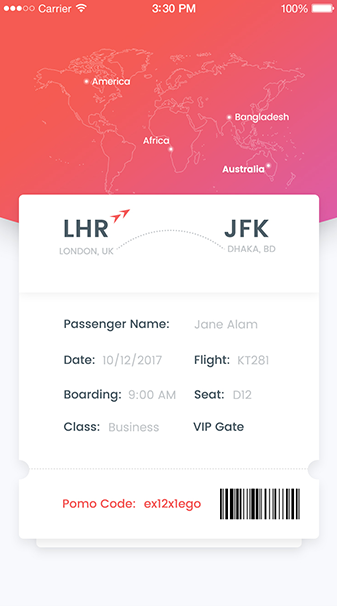 Carrier 3:30 PM 100%
America
Bangladesh
Africa
Australia
LHR JFK
LONDON, UK DHAKA, BD
Passenger Name: Jane Alam
Date: 10/12/2017 Flight: KT281
Boarding: 9:00 AM Seat: D12
Class: Business VIP Gate
Pomo Code: ex12x1ego